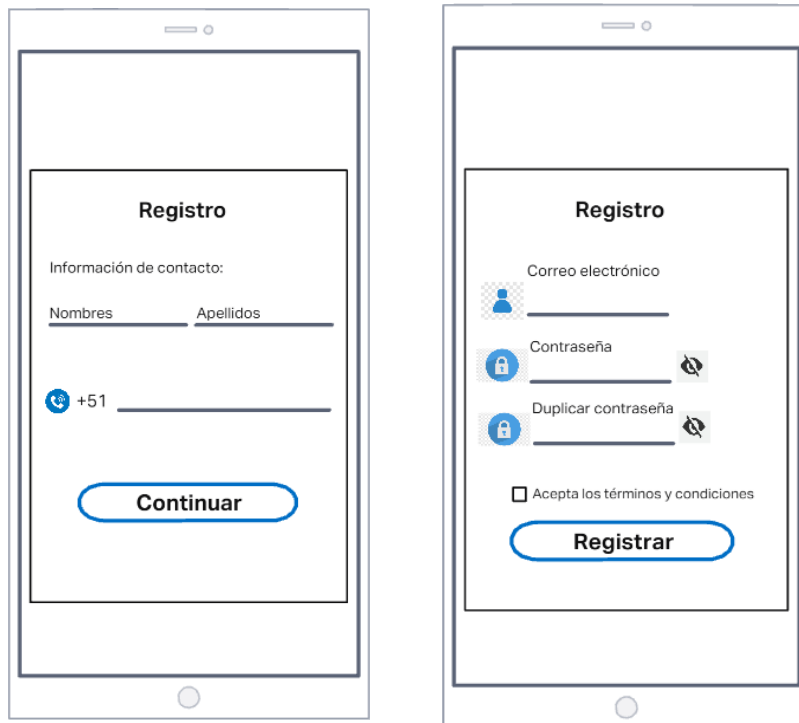 Registro
Información de contacto:
Nombres Apellidos
+51
Continuar
Registro
Correo electrónico
Contraseña
Duplicar contraseña
Acepta los términos y condiciones
Registrar